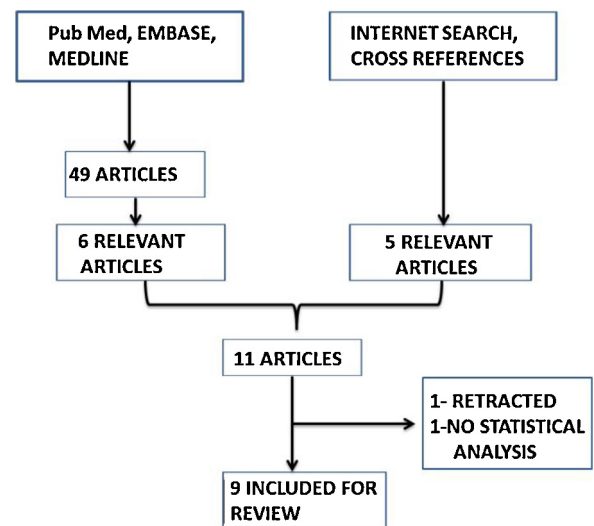 Pub Med, EMBASE,
MEDLINE
INTERNET SEARCH,
CROSS REFERENCES
49 ARTICLES
6 RELEVANT
ARTICLES
5 RELEVANT
ARTICLES
11 ARTICLES
1- RETRACTED
1-NO STATISTICAL
ANALYSIS
9 INCLUDED FOR
REVIEW